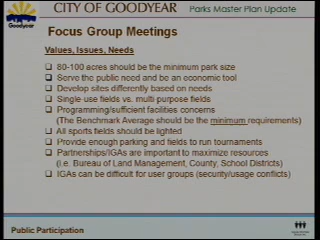 CITY OF GOODYEAR
Parks Master Plan Update
Goodyear
Focus Group Meetings
Values, Issues, Needs
80-100 acres should be the minimum park size
Serve the public need and be an economic tool
Develop sites differently based on needs
Single use fields vs. multi purpose fields
Programming/sufficient facilities concerns
(The Benchmark Average should be the minimum requirements)
All sports fields should be lighted
Provide enough parking and fields to run tournaments
Partnerships/IGAs are important to maximize resources
(i.e. Bureau of Land Management, County, School Districts)
IGAs can be difficult for user groups (security/usage conflicts)
Public Participation